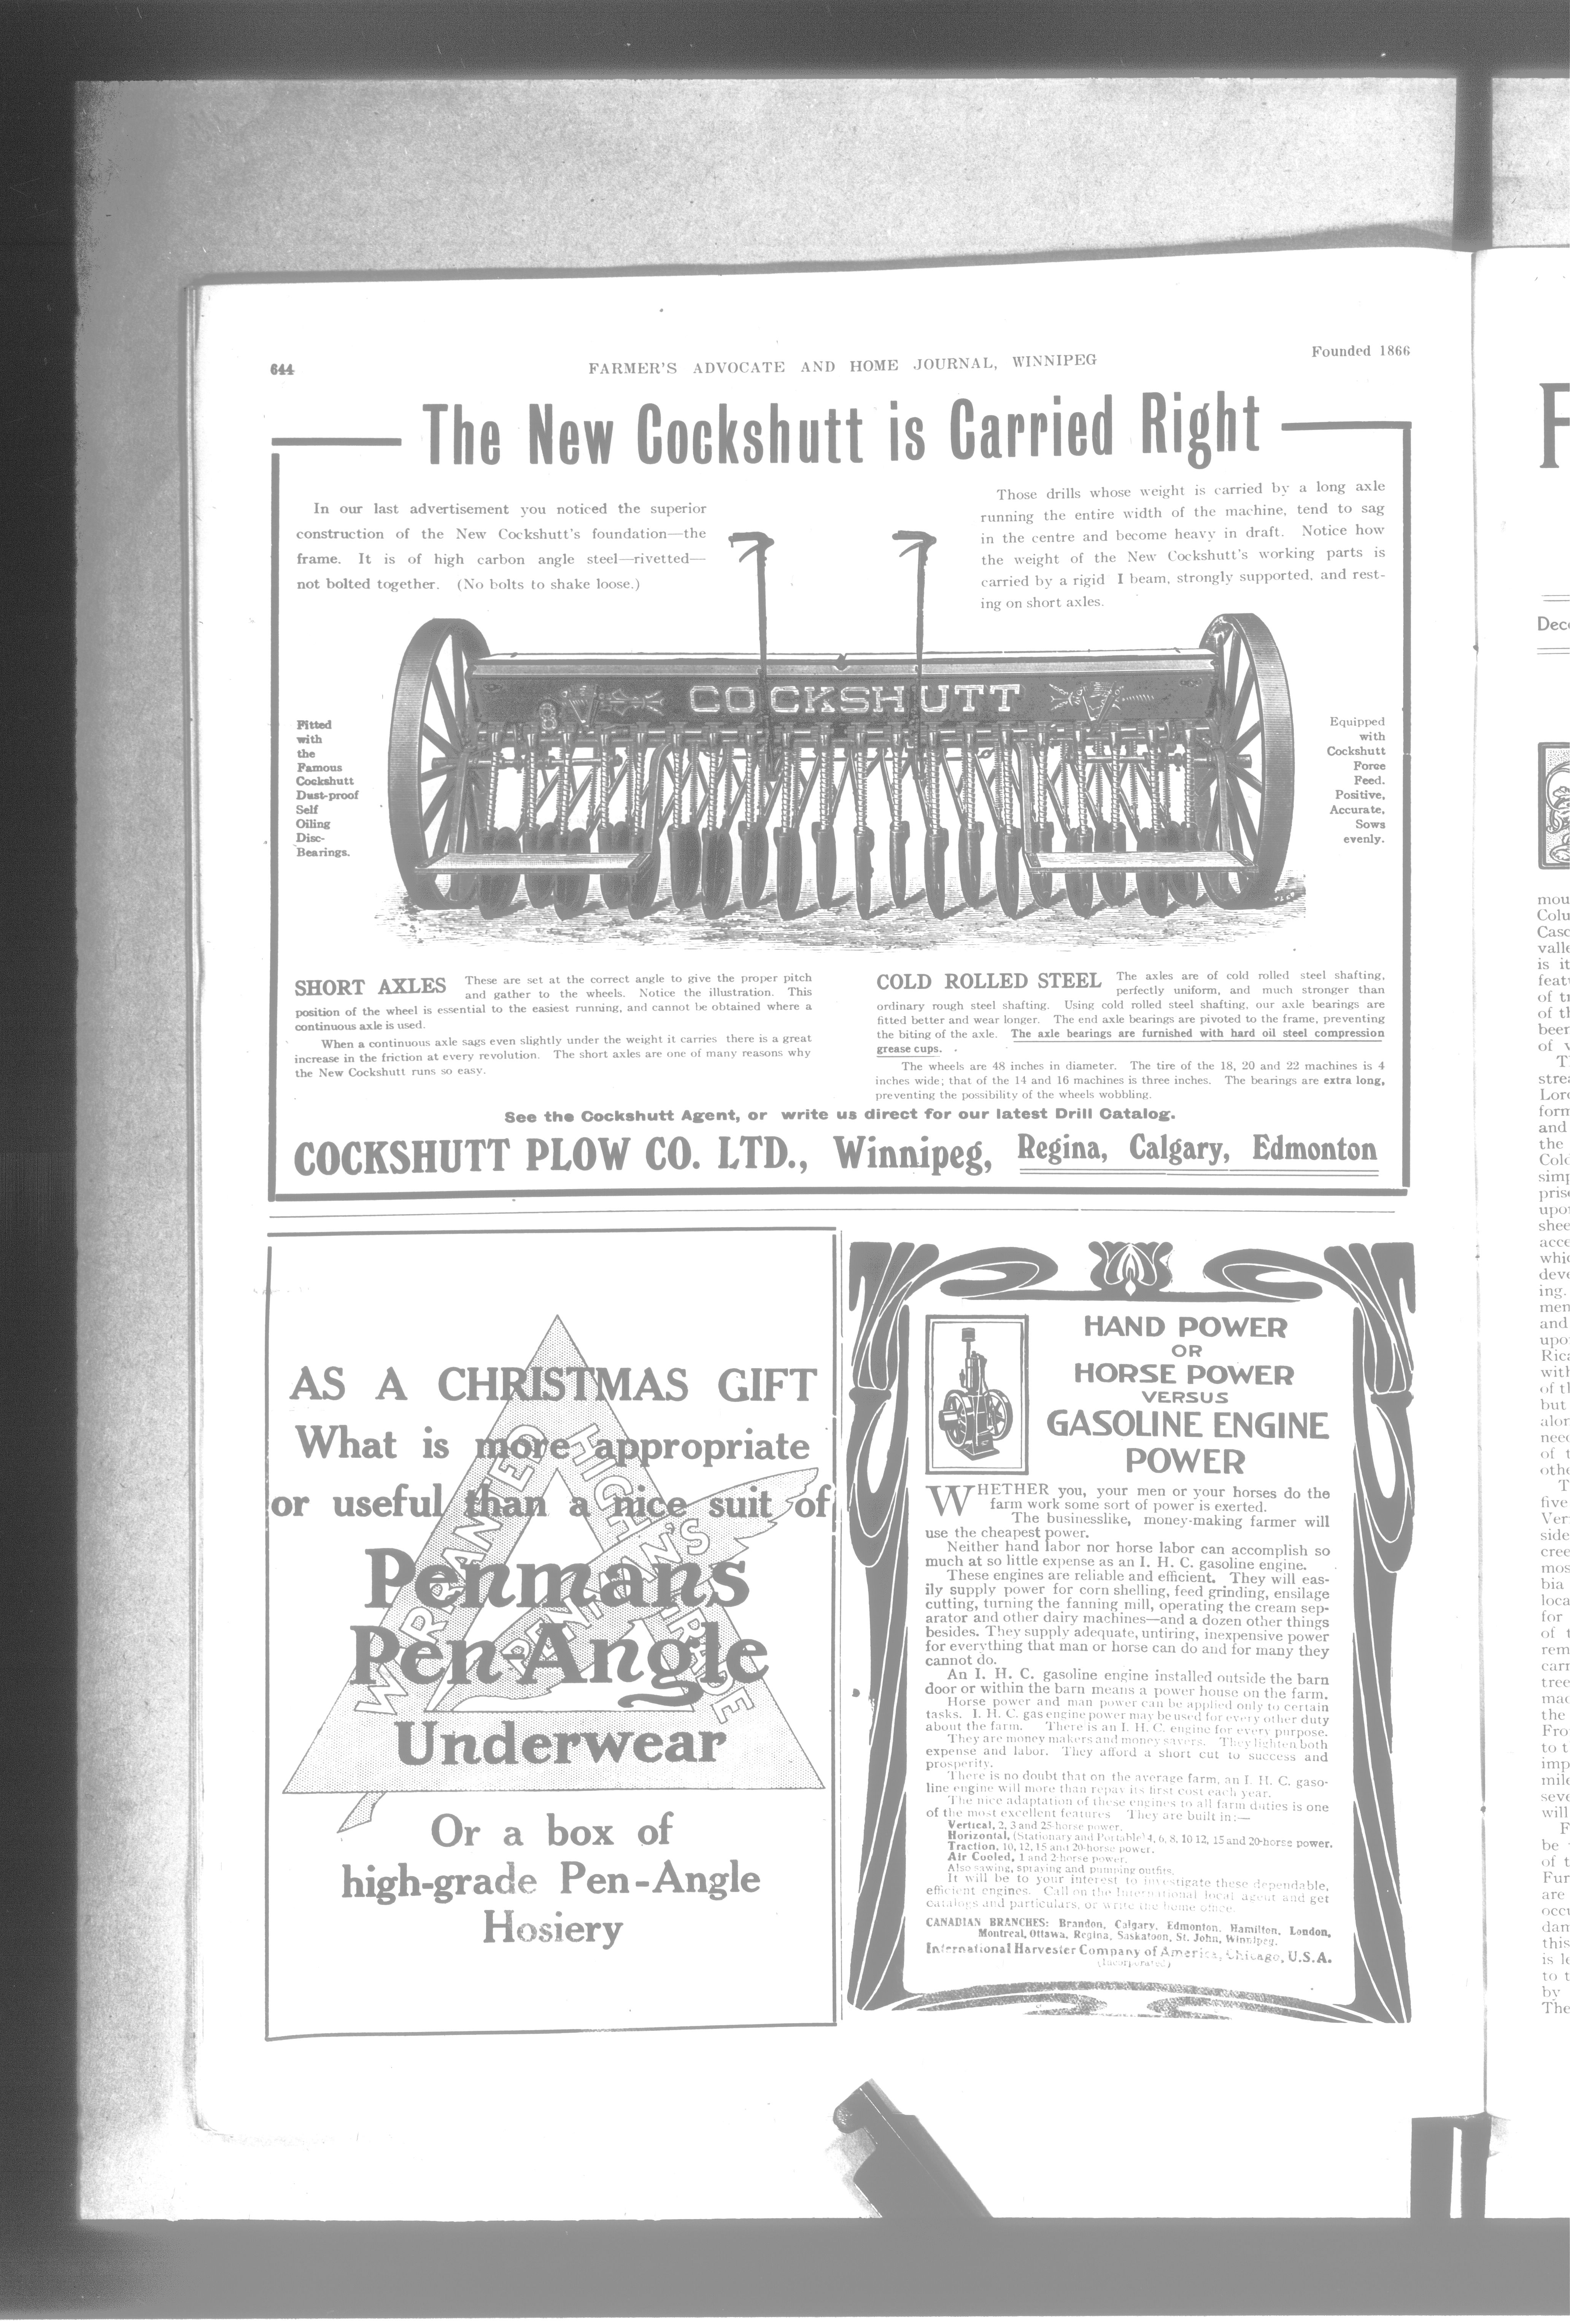 644
FARMER'S ADVOCATE AND HOME JOURNAL, WINNIPEG
Founded 1866
The New Cockshutt is Carried Right
In our last advertisement you noticed the superior
construction of the New Cockshutt's foundation—the
frame. It is of high carbon angle steel—rivetted—
not bolted together. (No bolts to shake loose.)
Those drills whose weight is carried by a long axle
running the entire width of the machine, tend to sag
in the centre and become heavy in draft. Notice how
the weight of the New Cockshutt's working parts is
carried by a rigid I beam, strongly supported, and rest-
ing on short axles.
COCKSHUTT
Fitted
with
the
Famous
Cockshutt
Dust-proof
Self
Oiling
Disc-
Bearings.
Equipped
with
Cockshutt
Force
Feed.
Positive,
Accurate,
Sows
evenly.
SHORT AXLES These are set at the correct angle to give the proper pitch
and gather to the wheels. Notice the illustration. This
position of the wheel is essential to the easiest running, and cannot be obtained where a
continuous axle is used.
When a continuous axle sags even slightly under the weight it carries there is a great
increase in the friction at every revolution. The short axles are one of many reasons why
the New Cockshutt runs so easy.
COLD ROLLED STEEL The axles are of cold rolled steel shafting,
perfectly uniform, and much stronger than
ordinary rough steel shafting. Using cold rolled steel shafting, our axle bearings are
fitted better and wear longer. The end axle bearings are pivoted to the frame, preventing
the biting of the axle. The axle bearings are furnished with hard oil steel compression
grease cups.
The wheels are 48 inches in diameter. The tire of the 18, 20 and 22 machines is 4
inches wide; that of the 14 and 16 machines is three inches. The bearings are extra long,
preventing the possibility of the wheels wobbling.
See the Cockshutt Agent, or write us direct for our latest Drill Catalog.
COCKSHUTT PLOW CO. LTD., Winnipeg, Regina, Calgary, Edmonton
AS A CHRISTMAS GIFT
What is more appropriate
or useful than a nice suit of
Penmans
Pen-Angle
Underwear
WARRANTED
HIGH
PENMAN'S
Or a box of
high-grade Pen-Angle
Hosiery
HAND POWER
OR
HORSE POWER
VERSUS
GASOLINE ENGINE
POWER
WHETHER you, your men or your horses do the
farm work some sort of power is exerted.
The businesslike, money-making farmer will
use the cheapest power.
Neither hand labor nor horse labor can accomplish so
much at so little expense as an I. H. C. gasoline engine.
These engines are reliable and efficient. They will eas-
ily supply power for corn shelling, feed grinding, ensilage
cutting, turning the fanning mill, operating the cream sep-
arator and other dairy machines—and a dozen other things
besides. They supply adequate, untiring, inexpensive power
for everything that man or horse can do and for many they
cannot do.
An I. H. C. gasoline engine installed outside the barn
door or within the barn means a power house on the farm.
Horse power and man power can be applied only to certain
tasks. I. H. C. gas engine power may be used for every other duty
about the farm. There is an I. H. C. engine for every purpose.
They are money makers and money savers. They lighten both
expense and labor. They afford a short cut to success and
prosperity.
There is no doubt that on the average farm, an I. H. C. gaso-
line engine will more than repay its first cost each year.
The nice adaptation of these engines to all farm duties is one
of the most excellent features They are built in:—
Vertical, 2, 3 and 25 horse power.
Horizontal, (Stationary and Portable) 4, 6, 8, 10 12, 15 and 20-horse power.
Traction, 10, 12, 15 and 20-horse power.
Air Cooled, 1 and 2 horse power.
Also sawing, spraying and pumping outfits.
It will be to your interest to investigate these dependable,
efficient engines. Call on the International local agent and get
catalogs and particulars, or write the home office.
CANADIAN BRANCHES: Brandon, Calgary, Edmonton, Hamilton, London,
Montreal, Ottawa, Regina, Saskatoon, St. John, Winnipeg.
International Harvester Company of America, Chicago, U.S.A.
(Incorporated)